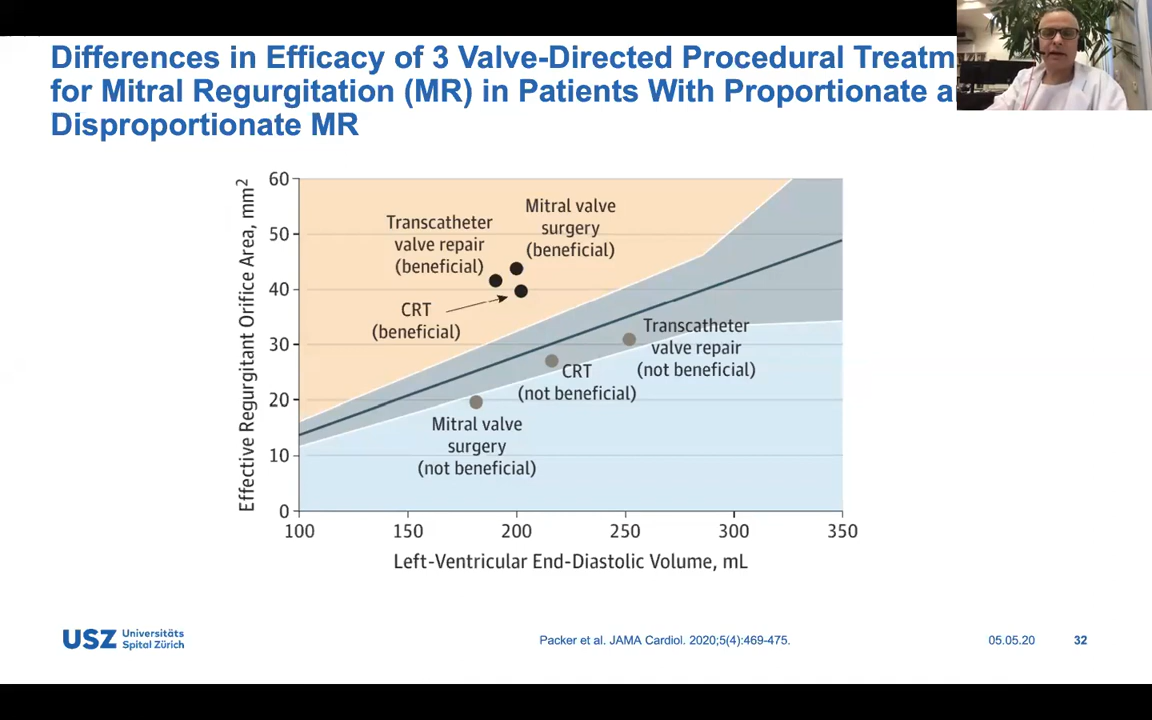 Differences in Efficacy of 3 Valve-Directed Procedural
for Mitral Regurgitation (MR) in Patients With Proportionate
Disproportionate MR
Effective Regurgitant Orifice Area, mm2
60
50
40
30
20
10
0
Transcatheter
valve repair
(beneficial)
Mitral valve
surgery
(beneficial)
CRT
(beneficial)
Transcatheter
valve repair
(not beneficial)
CRT
(not beneficial)
Mitral valve
surgery
(not beneficial)
100
150
200
250
300
350
Left-Ventricular End-Diastolic Volume, mL
USZ Universitäts
Spital Zürich
Packer et al. JAMA Cardiol. 2020;5(4):469-475.
05.05.20
32